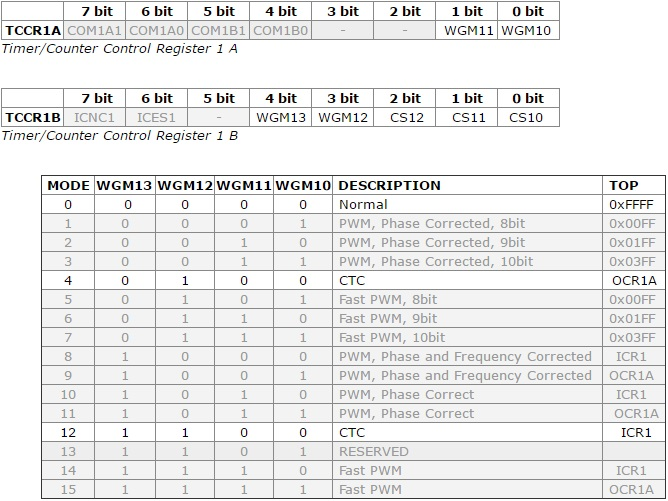 7 bit 6 bit 5 bit 4 bit 3 bit 2 bit 1 bit 0 bit
TCCR1A COM1A1 COM1A0 COM1B1 COM1B0 - - WGM11 WGM10
Timer/Counter Control Register 1 A
7 bit 6 bit 5 bit 4 bit 3 bit 2 bit 1 bit 0 bit
TCCR1B ICNC1 ICES1 - WGM13 WGM12 CS12 CS11 CS10
Timer/Counter Control Register 1 B
MODE WGM13 WGM12 WGM11 WGM10 DESCRIPTION TOP
0 0 0 0 0 Normal 0xFFFF
1 0 0 0 1 PWM, Phase Corrected, 8bit 0x00FF
2 0 0 1 0 PWM, Phase Corrected, 9bit 0x01FF
3 0 0 1 1 PWM, Phase Corrected, 10bit 0x03FF
4 0 1 0 0 CTC OCR1A
5 0 1 0 1 Fast PWM, 8bit 0x00FF
6 0 1 1 0 Fast PWM, 9bit 0x01FF
7 0 1 1 1 Fast PWM, 10bit 0x03FF
8 1 0 0 0 PWM, Phase and Frequency Corrected ICR1
9 1 0 0 1 PWM, Phase and Frequency Corrected OCR1A
10 1 0 1 0 PWM, Phase Correct ICR1
11 1 0 1 1 PWM, Phase Correct OCR1A
12 1 1 0 0 CTC ICR1
13 1 1 0 1 RESERVED
14 1 1 1 0 Fast PWM ICR1
15 1 1 1 1 Fast PWM OCR1A